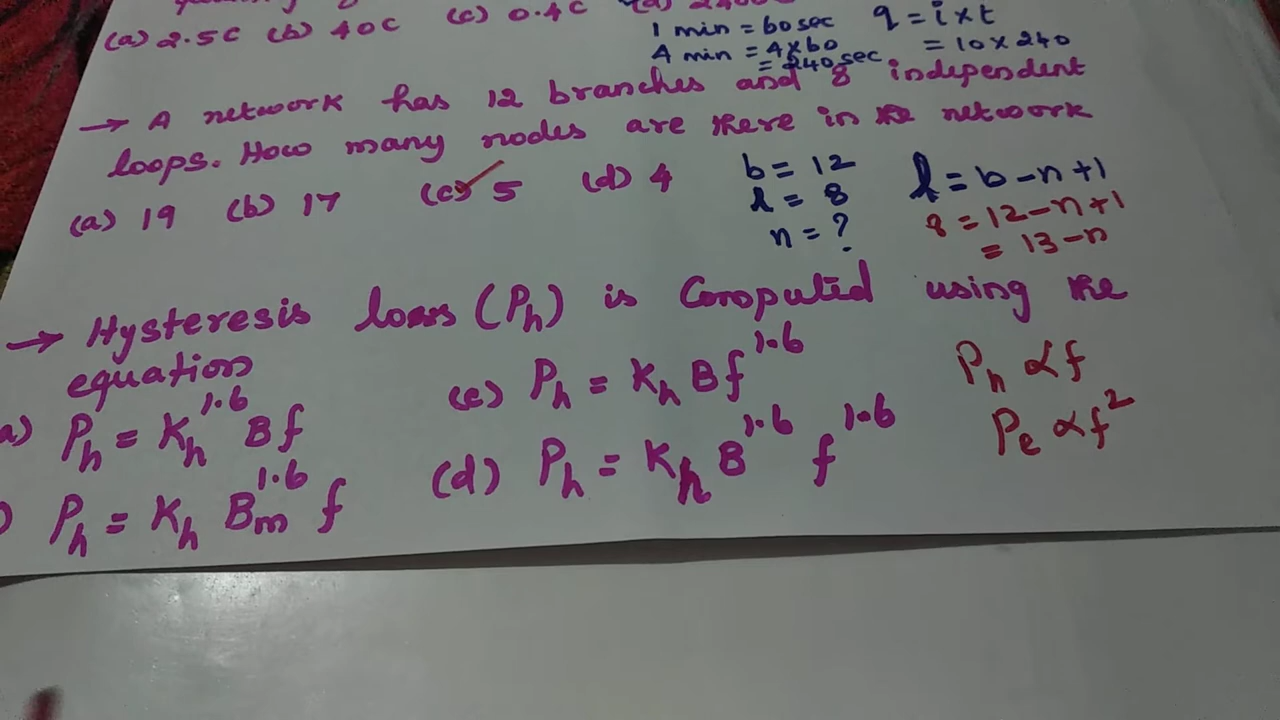 (a) 2.5C (b) 40C (c) 0.4C
1 min = 60 sec q = i × t
4 min = 4×60 = 10 × 240
= 240 sec
→ A network has 12 branches and 8 independent
loops. How many nodes are there in the network
(a) 19 (b) 17 (c) 5 (d) 4
b = 12 l = b - n + 1
l = 8 8 = 12 - n + 1
n = ? = 13 - n
→ Hysteresis loss (Ph) is Computed using the
equation
a) Ph = Kh^1.6 B f (c) Ph = Kh B f^1.6 Ph ∝ f
) Ph = Kh Bm^1.6 f (d) Ph = Kh B^1.6 f^1.6 Pe ∝ f²